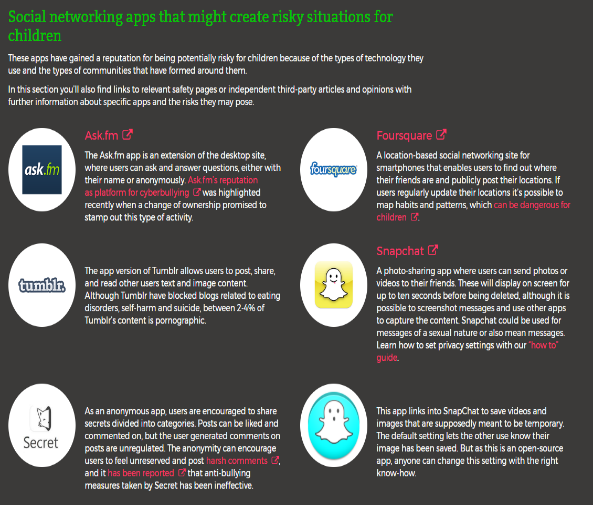 Social networking apps that might create risky situations for
children
These apps have gained a reputation for being potentially risky for children because of the types of technology they
use and the types of communities that have formed around them.
In this section you'll also find links to relevant safety pages or independent third-party articles and opinions with
further information about specific apps and the risks they may pose.
ask.fm
Ask.fm
The Ask.fm app is an extension of the desktop site,
where users can ask and answer questions, either with
their name or anonymously. Ask fm's reputation
as platform for cyberbullying was highlighted
recently when a change of ownership promised to
stamp out this type of activity.
foursquare
Foursquare
A location-based social networking site for
smartphones that enables users to find out where
their friends are and publicly post their locations. If
users regularly update their locations it's possible to
map habits and patterns, which can be dangerous for
children.
tumblr.
The app version of Tumblr allows users to post, share,
and read other users text and image content.
Although Tumblr have blocked blogs related to eating
disorders, self-harm and suicide, between 2-4% of
Tumblr's content is pornographic.
Snapchat
A photo-sharing app where users can send photos or
videos to their friends. These will display on screen for
up to ten seconds before being deleted, although it is
possible to screenshot messages and use other apps
to capture the content. Snapchat could be used for
messages of a sexual nature or also mean messages.
Learn how to set privacy settings with our "how to"
guide.
Secret
As an anonymous app, users are encouraged to share
secrets divided into categories. Posts can be liked and
commented on, but the user generated comments on
posts are unregulated. The anonymity can encourage
users to feel unreserved and post harsh comments,
and it has been reported that anti-bullying
measures taken by Secret has been ineffective.
This app links into SnapChat to save videos and
images that are supposedly meant to be temporary.
The default setting lets the other use know their
image has been saved. But as this is an open-source
app, anyone can change this setting with the right
know-how.